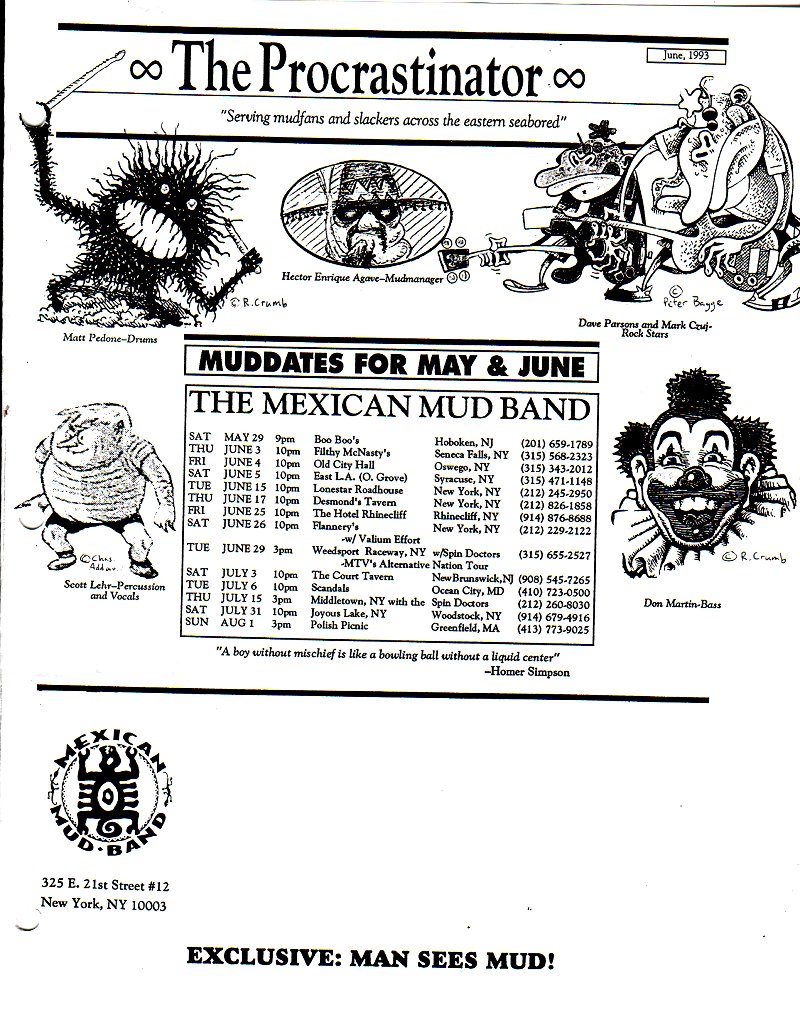 June, 1993
∞ The Procrastinator ∞
"Serving mudfans and slackers across the eastern seabored"
Hector Enrique Agave–Mudmanager
© R. Crumb
© Peter Bagge
Matt Pedone–Drums
Dave Parsons and Mark Cuj-
Rock Stars
MUDDATES FOR MAY & JUNE
THE MEXICAN MUD BAND
SAT MAY 29 9pm Boo Boo's Hoboken, NJ (201) 659-1789
THU JUNE 3 10pm Filthy McNasty's Seneca Falls, NY (315) 568-2323
FRI JUNE 4 10pm Old City Hall Oswego, NY (315) 343-2012
SAT JUNE 5 10pm East L.A. (O. Grove) Syracuse, NY (315) 471-1148
TUE JUNE 15 10pm Lonestar Roadhouse New York, NY (212) 245-2950
THU JUNE 17 10pm Desmond's Tavern New York, NY (212) 826-1858
FRI JUNE 25 10pm The Hotel Rhinecliff Rhinecliff, NY (914) 876-8688
SAT JUNE 26 10pm Flannery's New York, NY (212) 229-2122
-w/ Valium Effort
TUE JUNE 29 3pm Weedsport Raceway, NY w/Spin Doctors (315) 655-2527
-MTV's Alternative Nation Tour
SAT JULY 3 10pm The Court Tavern New Brunswick, NJ (908) 545-7265
TUE JULY 6 10pm Scandals Ocean City, MD (410) 723-0500
THU JULY 15 3pm Middletown, NY with the Spin Doctors (212) 260-8030
SAT JULY 31 10pm Joyous Lake, NY Woodstock, NY (914) 679-4916
SUN AUG 1 3pm Polish Picnic Greenfield, MA (413) 773-9025
© Chas. Addams
Scott Lehr–Percussion
and Vocals
© R. Crumb
Don Martin-Bass
"A boy without mischief is like a bowling ball without a liquid center"
–Homer Simpson
MEXICAN
MUD•BAND
325 E. 21st Street #12
New York, NY 10003
EXCLUSIVE: MAN SEES MUD!